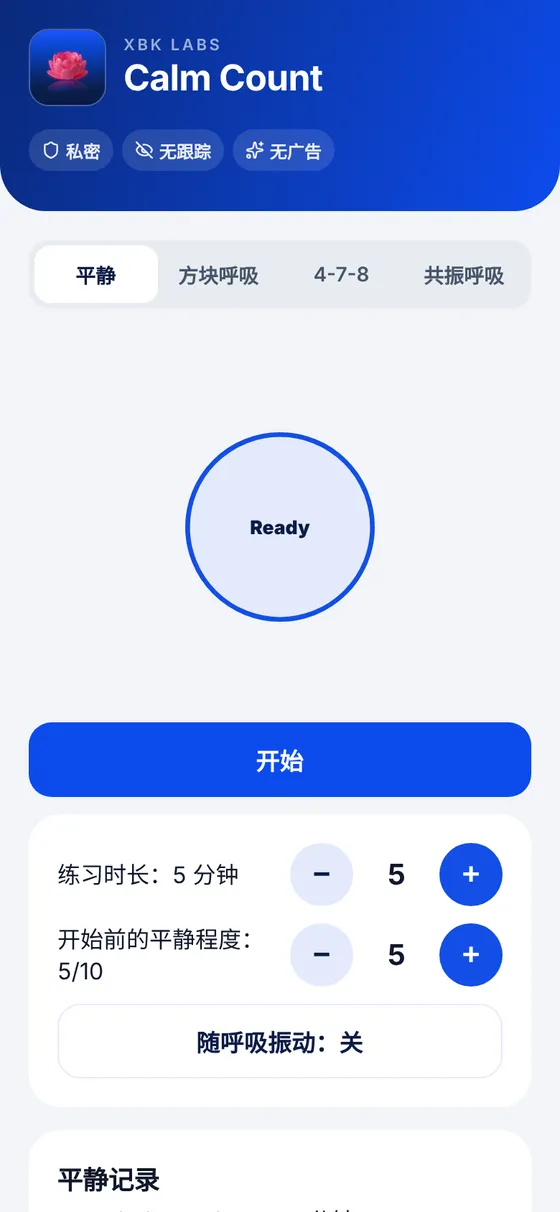 XBK LABS
Calm Count
私密
无跟踪
无广告
平静
方块呼吸
4-7-8
共振呼吸
Ready
开始
练习时长：5 分钟
−
5
+
开始前的平静程度：
5/10
−
5
+
随呼吸振动：关
平静记录